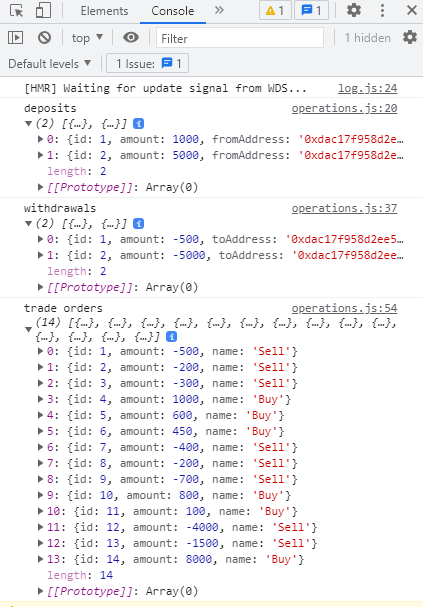 Elements Console » 1 1
top Filter 1 hidden
Default levels 1 Issue: 1
[HMR] Waiting for update signal from WDS... log.js:24
deposits operations.js:20
(2) [{…}, {…}] i
0: {id: 1, amount: 1000, fromAddress: '0xdac17f958d2e…
1: {id: 2, amount: 5000, fromAddress: '0xdac17f958d2e…
length: 2
[[Prototype]]: Array(0)
withdrawals operations.js:37
(2) [{…}, {…}] i
0: {id: 1, amount: -500, toAddress: '0xdac17f958d2ee5…
1: {id: 2, amount: -5000, toAddress: '0xdac17f958d2ee…
length: 2
[[Prototype]]: Array(0)
trade orders operations.js:54
(14) [{…}, {…}, {…}, {…}, {…}, {…}, {…}, {…}, {…}, {…},
{…}, {…}, {…}, {…}] i
0: {id: 1, amount: -500, name: 'Sell'}
1: {id: 2, amount: -200, name: 'Sell'}
2: {id: 3, amount: -300, name: 'Sell'}
3: {id: 4, amount: 1000, name: 'Buy'}
4: {id: 5, amount: 600, name: 'Buy'}
5: {id: 6, amount: 450, name: 'Buy'}
6: {id: 7, amount: -400, name: 'Sell'}
7: {id: 8, amount: -200, name: 'Sell'}
8: {id: 9, amount: -700, name: 'Sell'}
9: {id: 10, amount: 800, name: 'Buy'}
10: {id: 11, amount: 100, name: 'Buy'}
11: {id: 12, amount: -4000, name: 'Sell'}
12: {id: 13, amount: -1500, name: 'Sell'}
13: {id: 14, amount: 8000, name: 'Buy'}
length: 14
[[Prototype]]: Array(0)